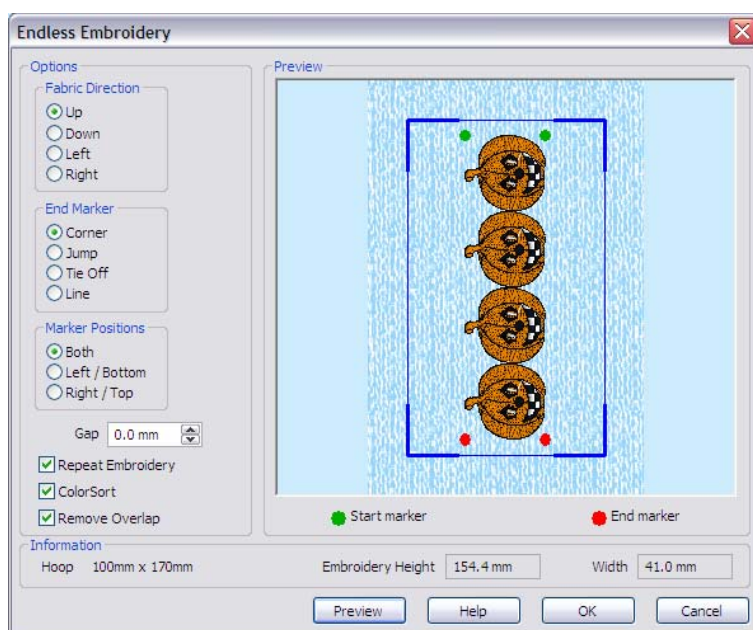 Endless Embroidery
Options
Fabric Direction
Up
Down
Left
Right
End Marker
Corner
Jump
Tie Off
Line
Marker Positions
Both
Left / Bottom
Right / Top
Gap 0.0 mm
Repeat Embroidery
ColorSort
Remove Overlap
Preview
Start marker End marker
Information
Hoop 100mm x 170mm Embroidery Height 154.4 mm Width 41.0 mm
Preview Help OK Cancel